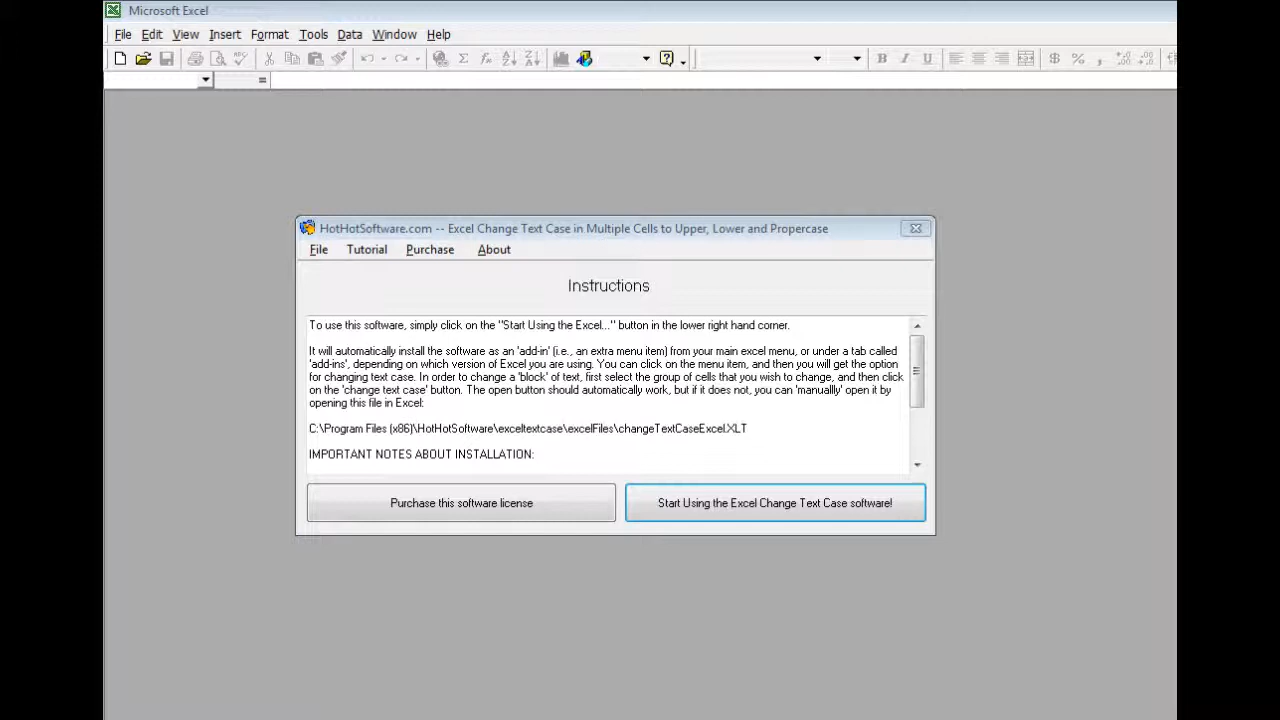 Microsoft Excel
File Edit View Insert Format Tools Data Window Help
B I U $ % ,
=
HotHotSoftware.com -- Excel Change Text Case in Multiple Cells to Upper, Lower and Propercase
File Tutorial Purchase About
Instructions
To use this software, simply click on the "Start Using the Excel..." button in the lower right hand corner.
It will automatically install the software as an 'add-in' (i.e., an extra menu item) from your main excel menu, or under a tab called
'add-ins', depending on which version of Excel you are using. You can click on the menu item, and then you will get the option
for changing text case. In order to change a 'block' of text, first select the group of cells that you wish to change, and then click
on the 'change text case' button. The open button should automatically work, but if it does not, you can 'manuallly' open it by
opening this file in Excel:
C:\Program Files (x86)\HotHotSoftware\exceltextcase\excelFiles\changeTextCaseExcel.XLT
IMPORTANT NOTES ABOUT INSTALLATION:
Purchase this software license
Start Using the Excel Change Text Case software!